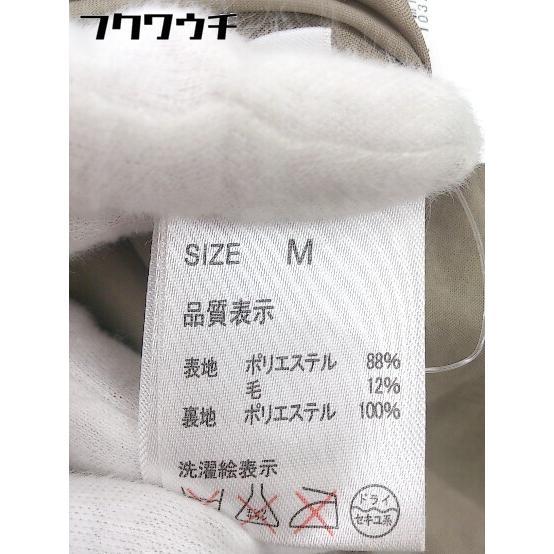 フクワウチ
103
SIZE M
品質表示
表地 ポリエステル 88%
毛 12%
裏地 ポリエステル 100%
洗濯絵表示
ドライ
セキユ系